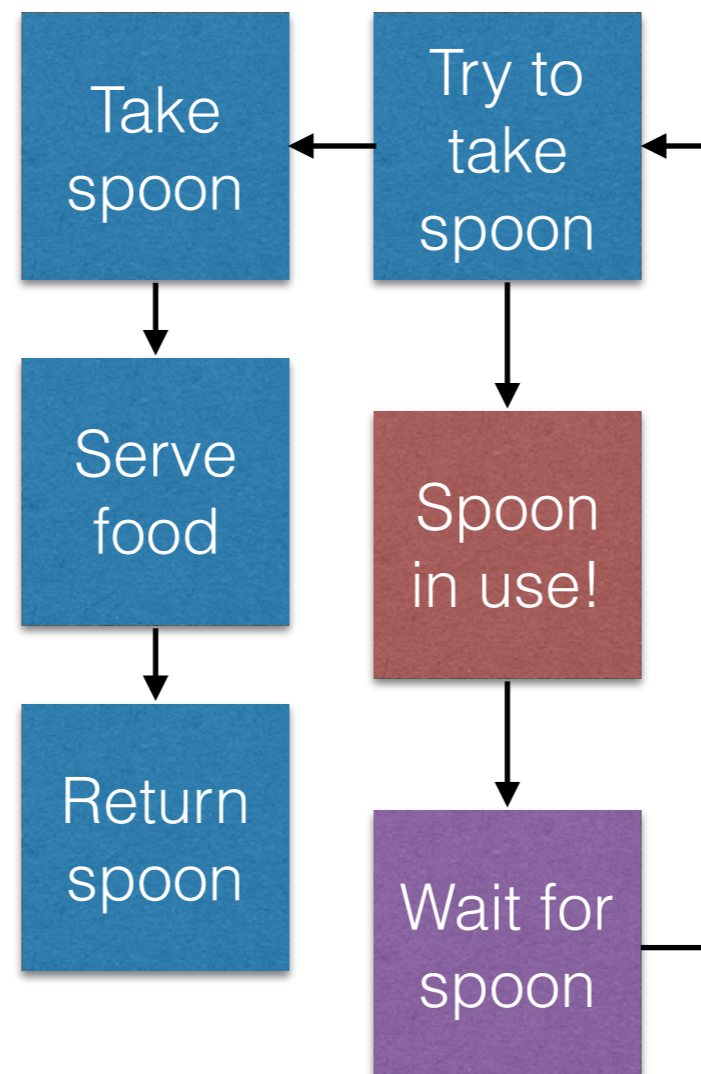 Take
spoon
Try to
take
spoon
Serve
food
Spoon
in use!
Return
spoon
Wait for
spoon